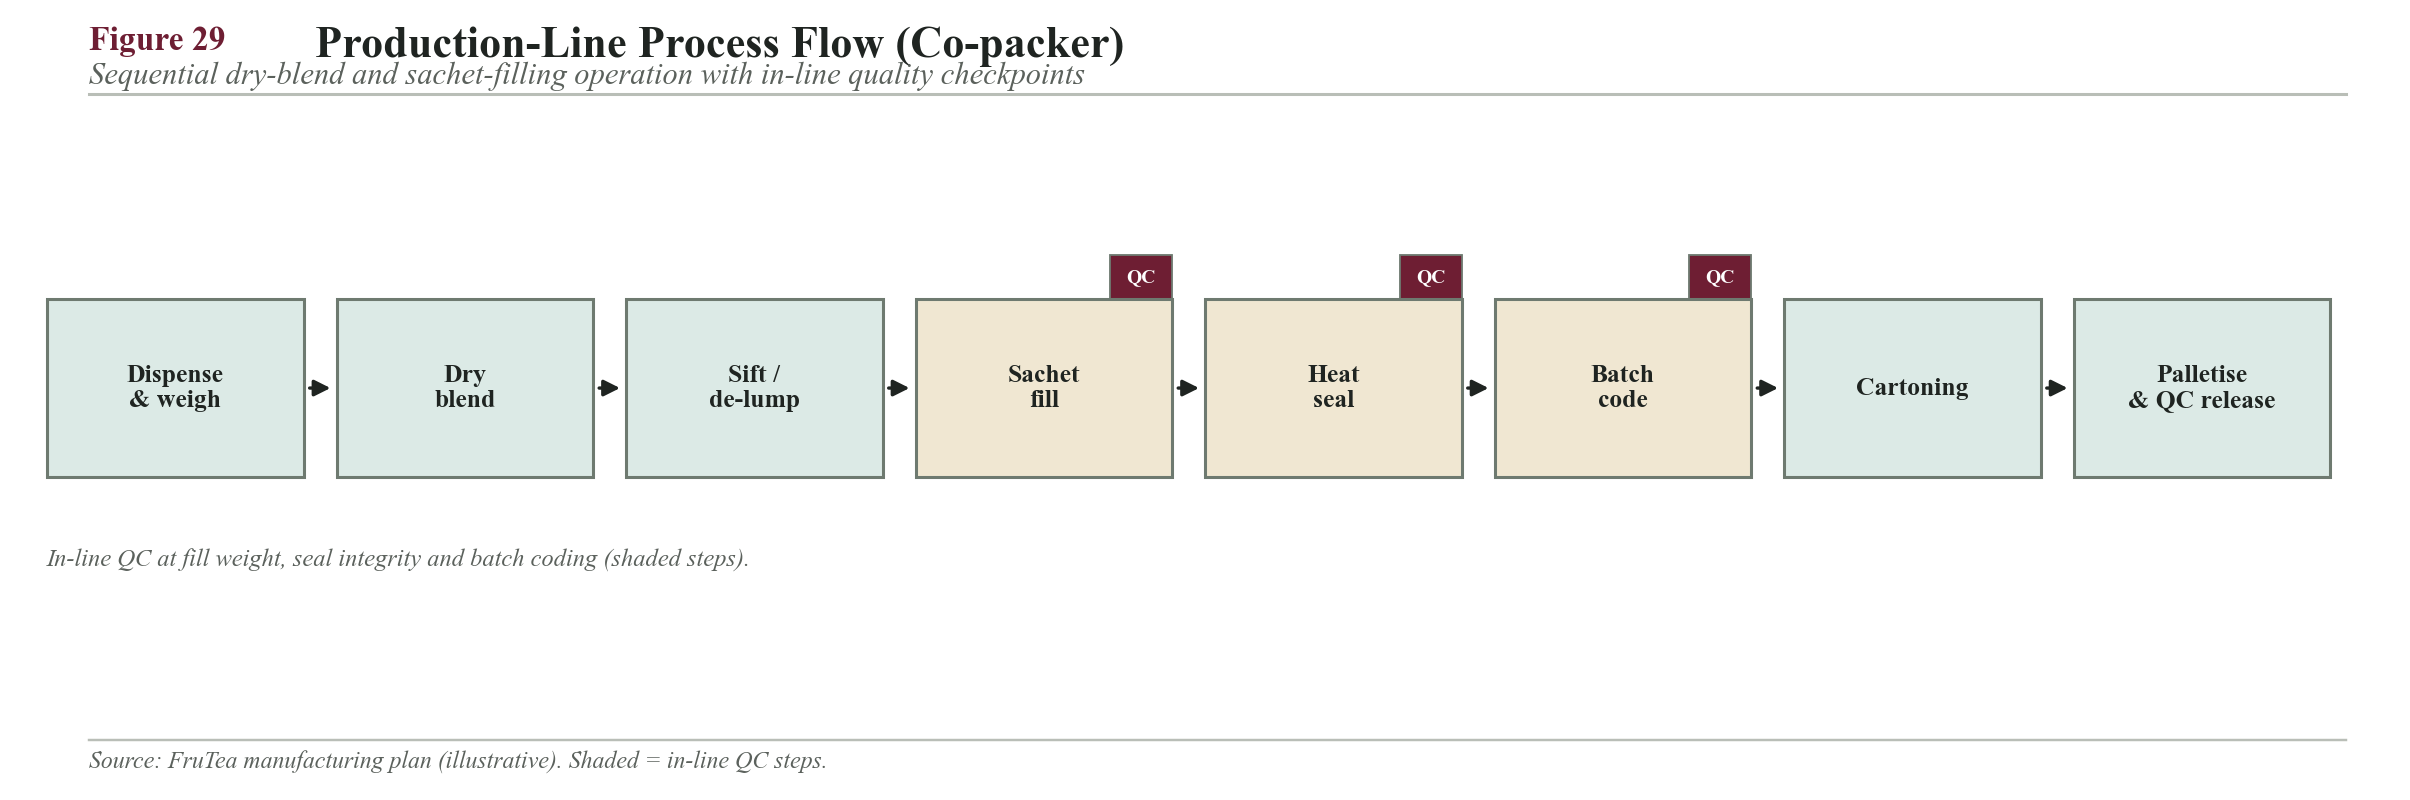 Figure 29 Production-Line Process Flow (Co-packer)
Sequential dry-blend and sachet-filling operation with in-line quality checkpoints
QC
QC
QC
Dispense
& weigh
Dry
blend
Sift /
de-lump
Sachet
fill
Heat
seal
Batch
code
Cartoning
Palletise
& QC release
In-line QC at fill weight, seal integrity and batch coding (shaded steps).
Source: FruTea manufacturing plan (illustrative). Shaded = in-line QC steps.